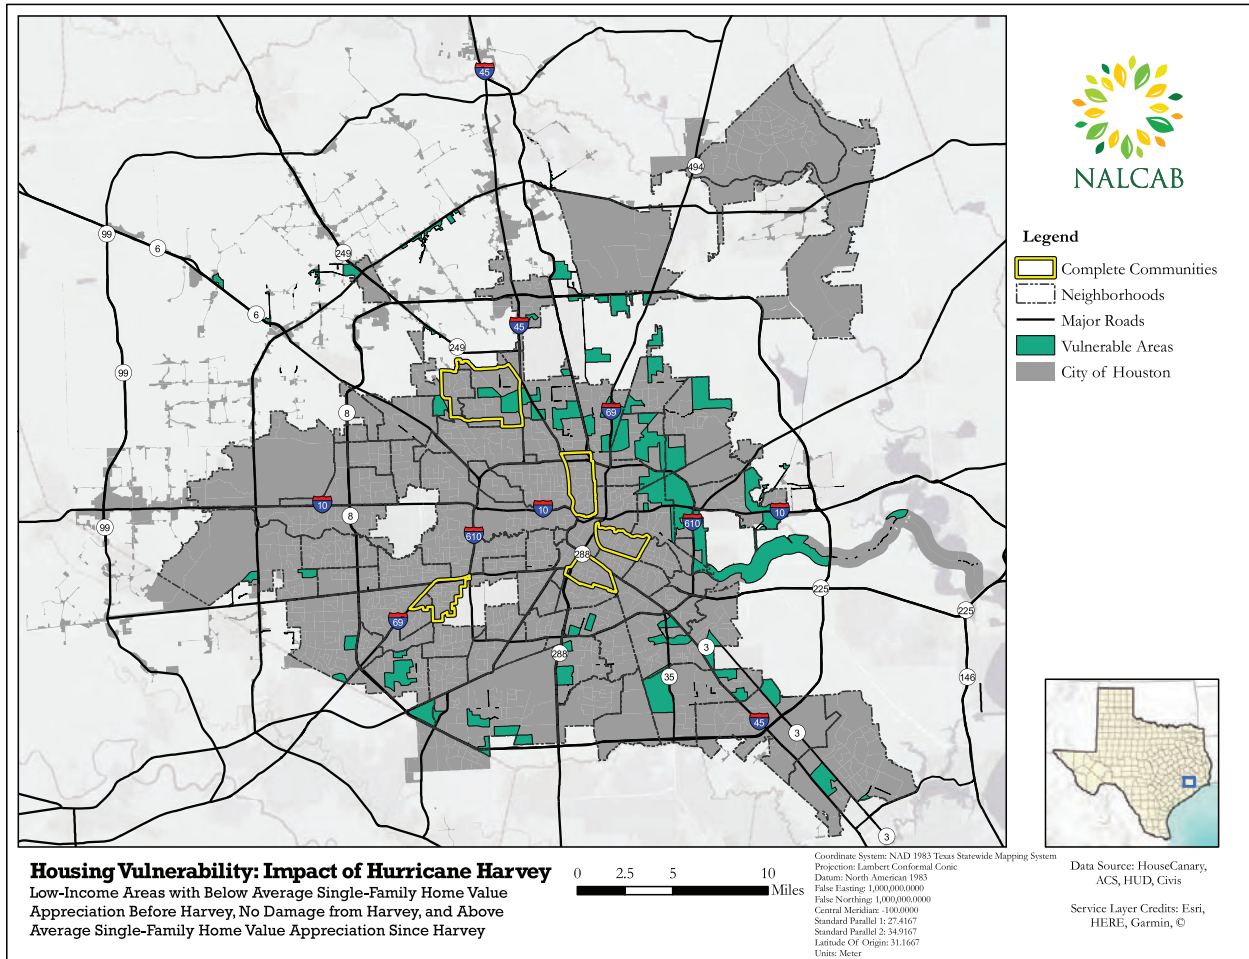 45
494
99
6
249
6
45
249
99
8
69
10
8
10
610
610
10
99
288
225
225
69
288
3
35
146
45
3
3
NALCAB
Legend
Complete Communities
Neighborhoods
Major Roads
Vulnerable Areas
City of Houston
Housing Vulnerability: Impact of Hurricane Harvey
Low-Income Areas with Below Average Single-Family Home Value
Appreciation Before Harvey, No Damage from Harvey, and Above
Average Single-Family Home Value Appreciation Since Harvey
0 2.5 5 10
Miles
Coordinate System: NAD 1983 Texas Statewide Mapping System
Projection: Lambert Conformal Conic
Datum: North American 1983
False Easting: 1,000,000.0000
False Northing: 1,000,000.0000
Central Meridian: -100.0000
Standard Parallel 1: 27.4167
Standard Parallel 2: 34.9167
Latitude Of Origin: 31.1667
Units: Meter
Data Source: HouseCanary,
ACS, HUD, Civis
Service Layer Credits: Esri,
HERE, Garmin, ©